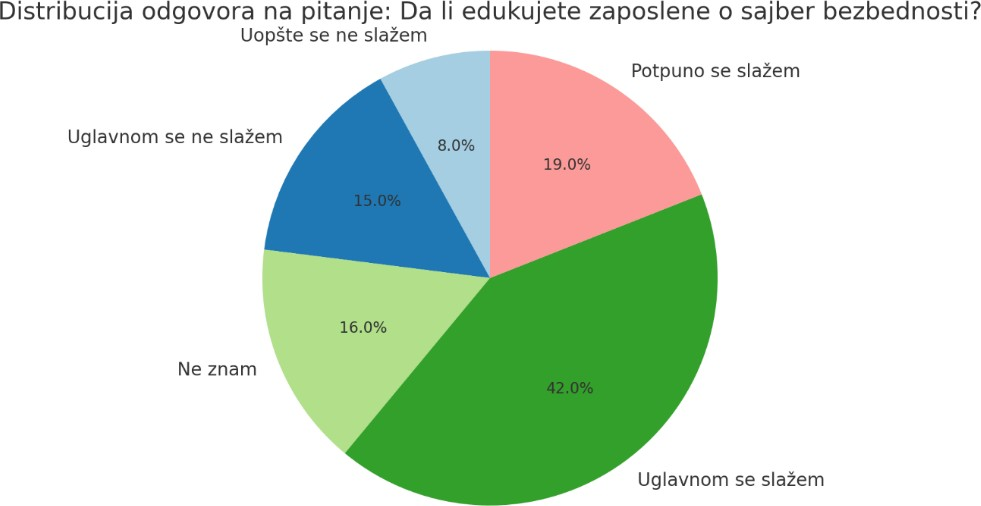 Distribucija odgovora na pitanje: Da li edukujete zaposlene o sajber bezbednosti?
Uopšte se ne slažem
Potpuno se slažem
Uglavnom se ne slažem
8.0%
19.0%
15.0%
16.0%
Ne znam
42.0%
Uglavnom se slažem